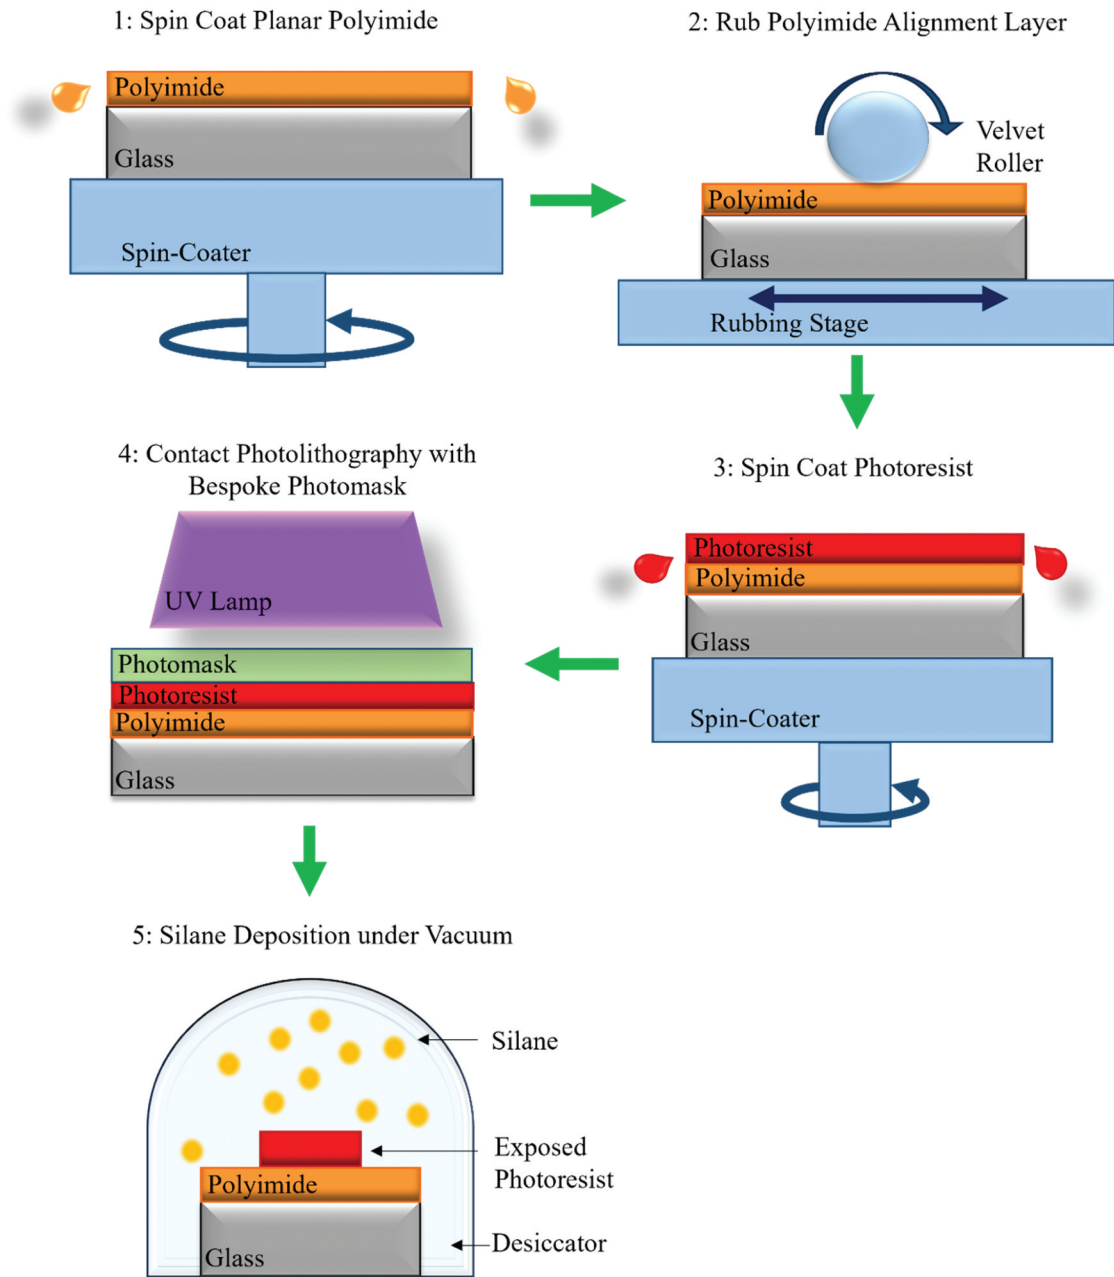 1: Spin Coat Planar Polyimide
Polyimide
Glass
Spin-Coater
2: Rub Polyimide Alignment Layer
Velvet
Roller
Polyimide
Glass
Rubbing Stage
3: Spin Coat Photoresist
Photoresist
Polyimide
Glass
Spin-Coater
4: Contact Photolithography with
Bespoke Photomask
UV Lamp
Photomask
Photoresist
Polyimide
Glass
5: Silane Deposition under Vacuum
Silane
Exposed
Photoresist
Polyimide
Glass
Desiccator